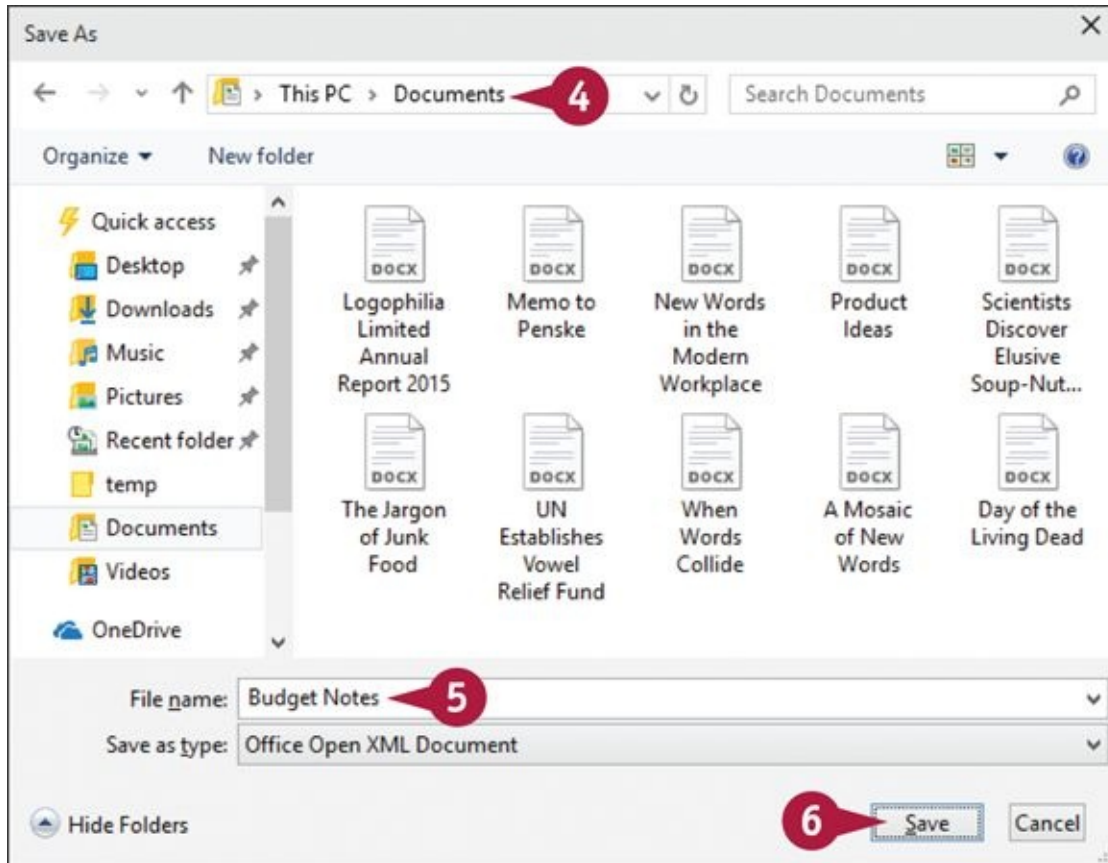 Save As
This PC > Documents
4
Search Documents
Organize
New folder
Quick access
Desktop
Downloads
Music
Pictures
Recent folder
temp
Documents
Videos
OneDrive
DOCX
DOCX
DOCX
DOCX
DOCX
Logophilia
Limited
Annual
Report 2015
Memo to
Penske
New Words
in the
Modern
Workplace
Product
Ideas
Scientists
Discover
Elusive
Soup-Nut...
DOCX
DOCX
DOCX
DOCX
DOCX
The Jargon
of Junk
Food
UN
Establishes
Vowel
Relief Fund
When
Words
Collide
A Mosaic
of New
Words
Day of the
Living Dead
File name: Budget Notes
5
Save as type: Office Open XML Document
Hide Folders
6
Save
Cancel